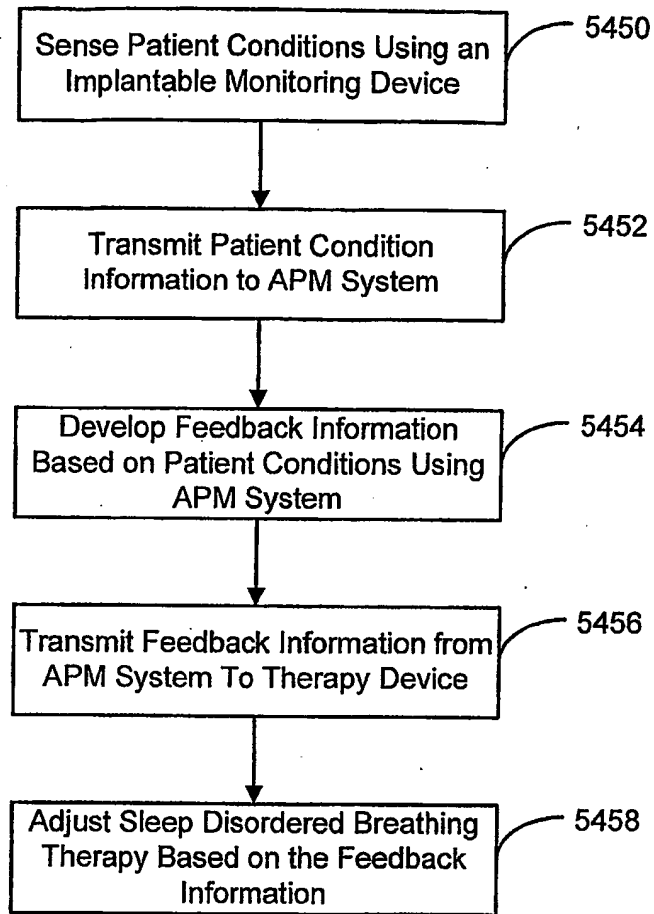 Sense Patient Conditions Using an
Implantable Monitoring Device
5450
Transmit Patient Condition
Information to APM System
5452
Develop Feedback Information
Based on Patient Conditions Using
APM System
5454
Transmit Feedback Information from
APM System To Therapy Device
5456
Adjust Sleep Disordered Breathing
Therapy Based on the Feedback
Information
5458